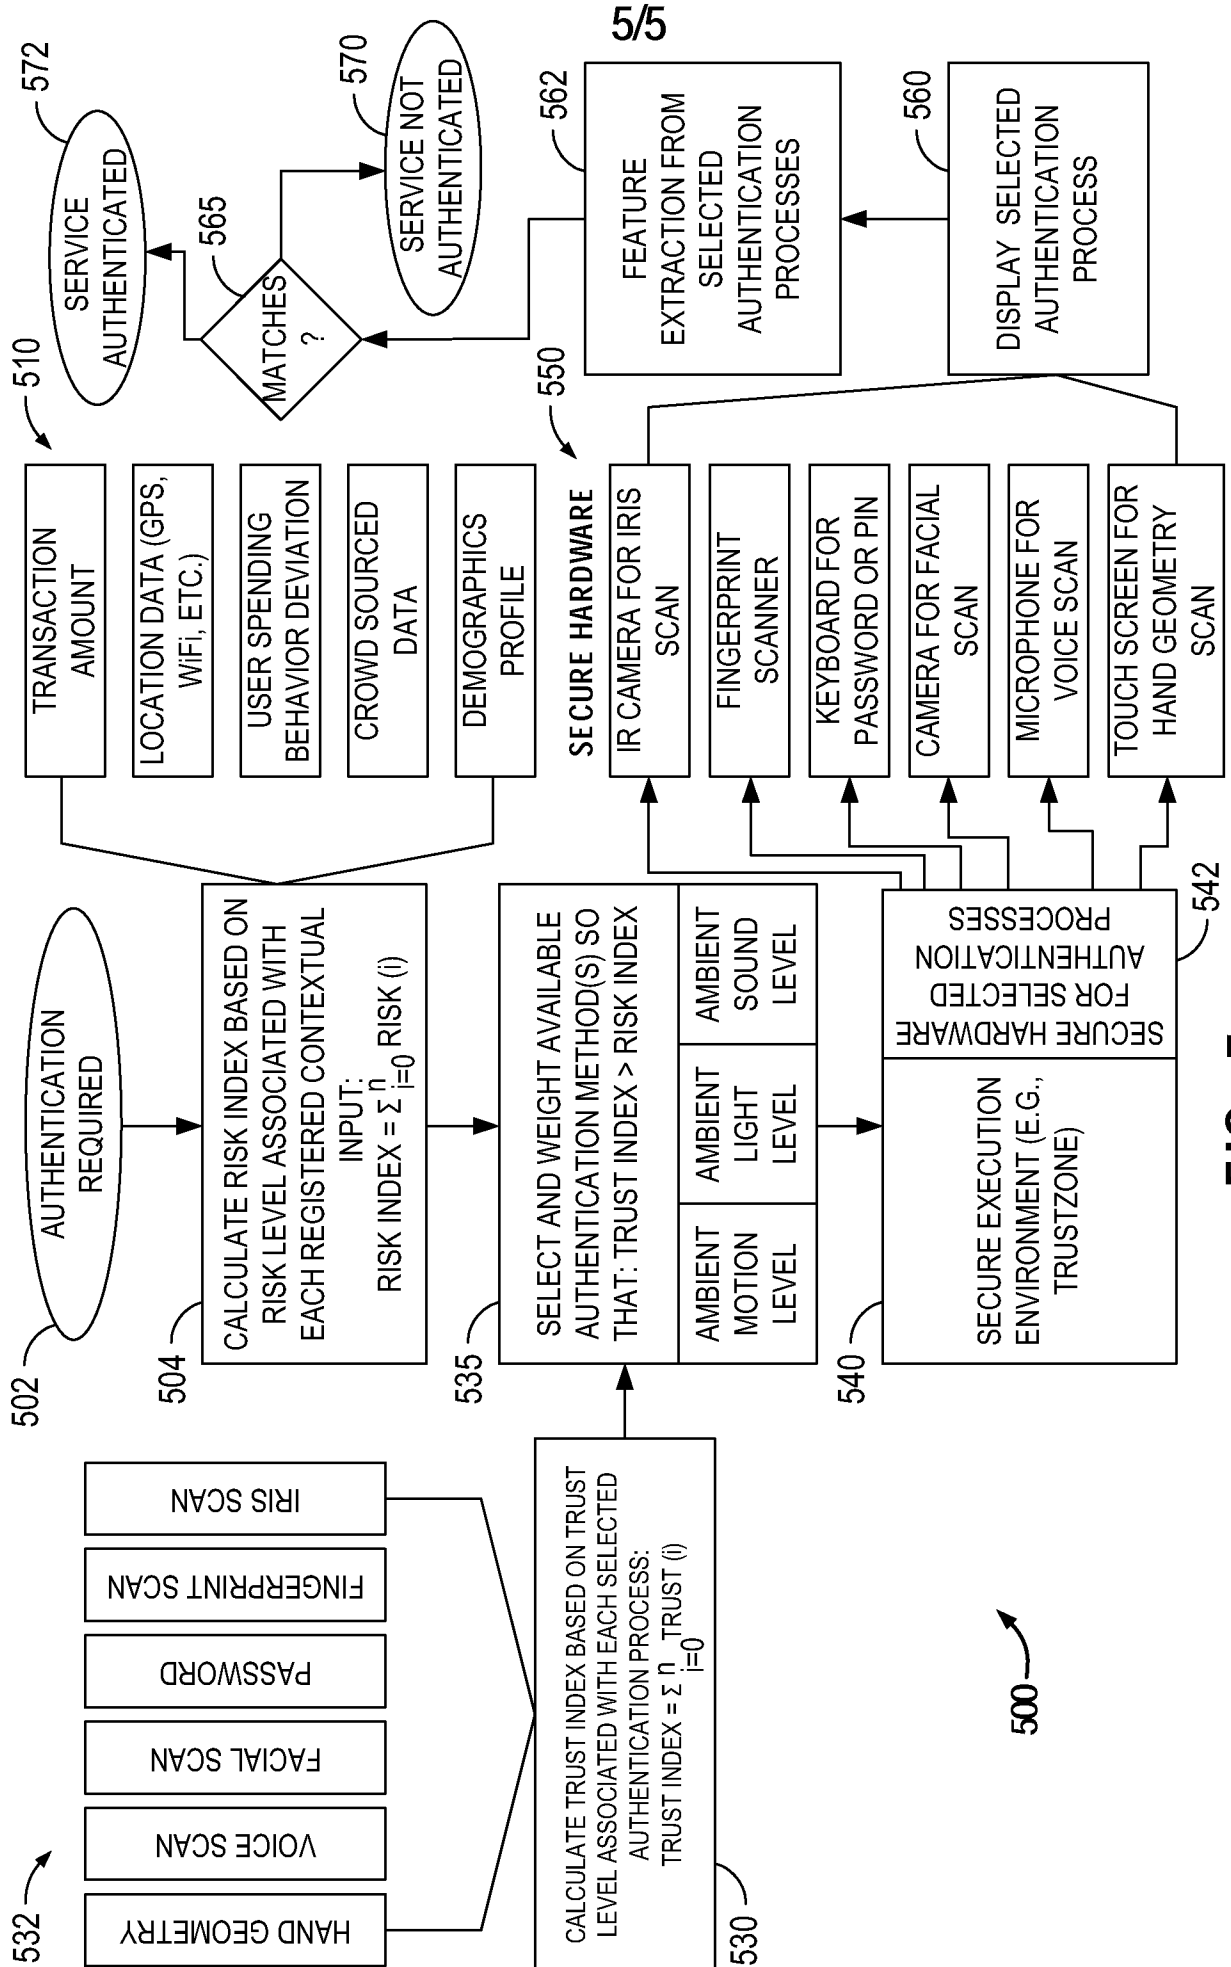 5/5
532
HAND GEOMETRY
VOICE SCAN
FACIAL SCAN
PASSWORD
FINGERPRINT SCAN
IRIS SCAN
CALCULATE TRUST INDEX BASED ON TRUST
LEVEL ASSOCIATED WITH EACH SELECTED
AUTHENTICATION PROCESS:
TRUST INDEX = Σ n i=0 TRUST (i)
530
502
AUTHENTICATION
REQUIRED
504
CALCULATE RISK INDEX BASED ON
RISK LEVEL ASSOCIATED WITH
EACH REGISTERED CONTEXTUAL
INPUT:
RISK INDEX = Σ n i=0 RISK (i)
510
TRANSACTION
AMOUNT
LOCATION DATA (GPS,
WiFi, ETC.)
USER SPENDING
BEHAVIOR DEVIATION
CROWD SOURCED
DATA
DEMOGRAPHICS
PROFILE
535
SELECT AND WEIGHT AVAILABLE
AUTHENTICATION METHOD(S) SO
THAT: TRUST INDEX > RISK INDEX
AMBIENT
MOTION
LEVEL
AMBIENT
LIGHT
LEVEL
AMBIENT
SOUND
LEVEL
540
SECURE EXECUTION
ENVIRONMENT (E.G.,
TRUSTZONE)
SECURE HARDWARE
FOR SELECTED
AUTHENTICATION
PROCESSES
542
550
SECURE HARDWARE
IR CAMERA FOR IRIS
SCAN
FINGERPRINT
SCANNER
KEYBOARD FOR
PASSWORD OR PIN
CAMERA FOR FACIAL
SCAN
MICROPHONE FOR
VOICE SCAN
TOUCH SCREEN FOR
HAND GEOMETRY
SCAN
560
DISPLAY SELECTED
AUTHENTICATION
PROCESS
562
FEATURE
EXTRACTION FROM
SELECTED
AUTHENTICATION
PROCESSES
565
MATCHES
?
572
SERVICE
AUTHENTICATED
570
SERVICE NOT
AUTHENTICATED
500